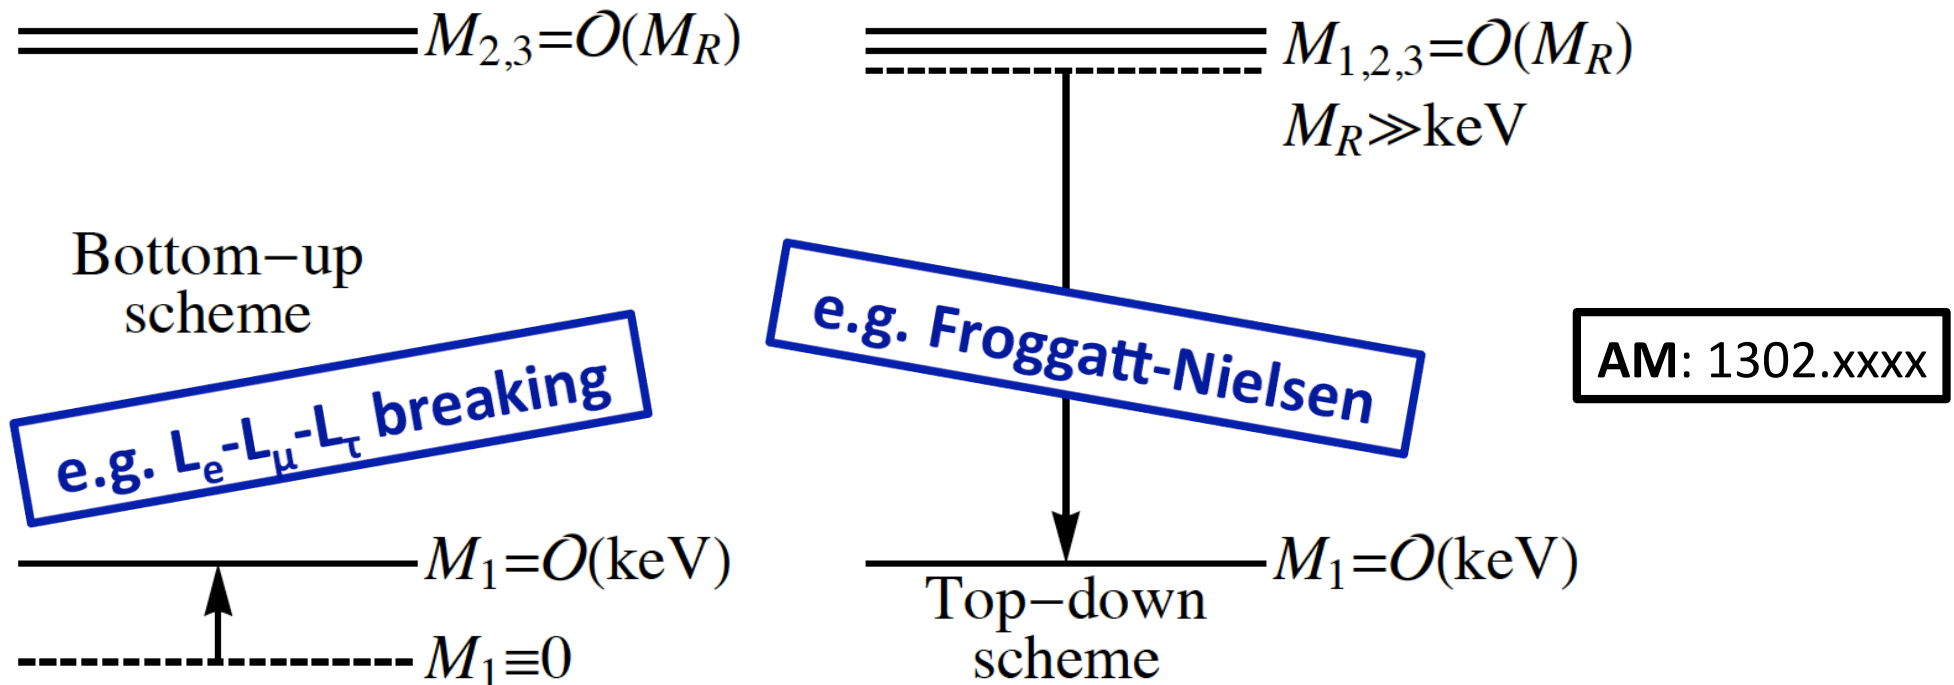 M2,3=O(MR)
Bottom−up
scheme
e.g. Le-Lμ-Lτ breaking
M1=O(keV)
M1≡0
M1,2,3=O(MR)
MR≫keV
e.g. Froggatt-Nielsen
M1=O(keV)
Top−down
scheme
AM: 1302.xxxx